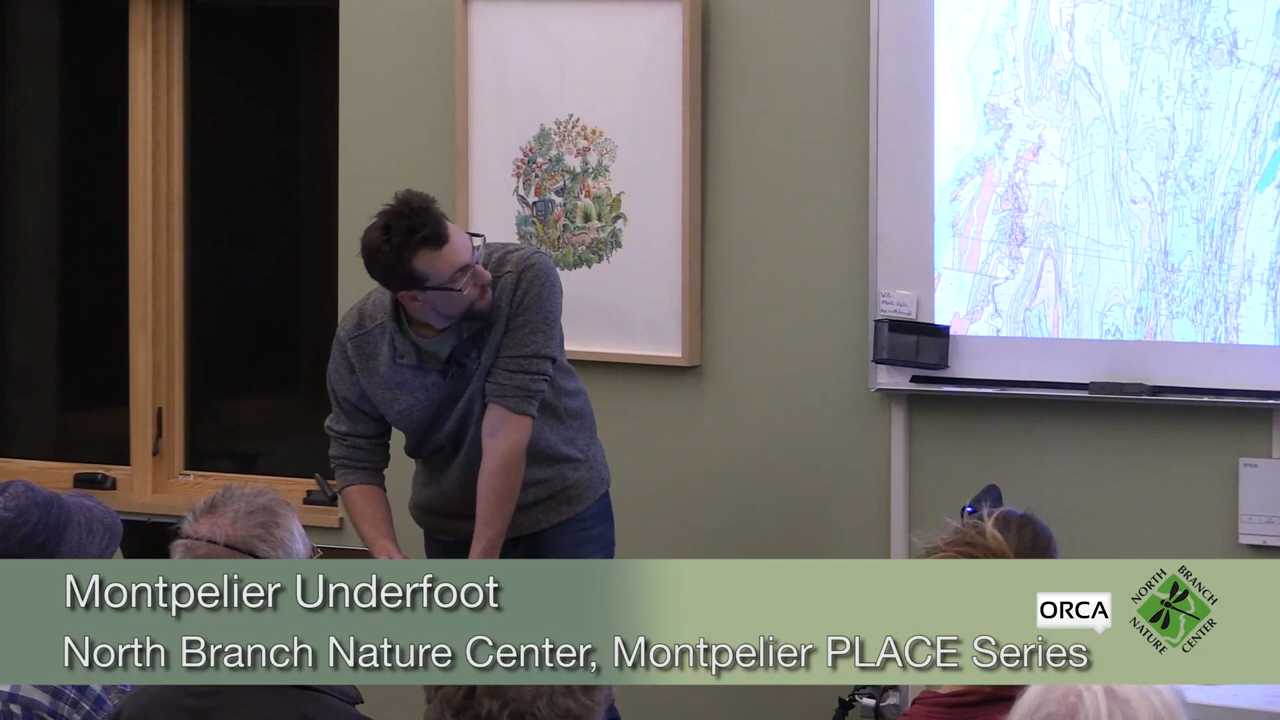 Montpelier Underfoot
North Branch Nature Center, Montpelier PLACE Series
ORCA
NORTH BRANCH
NATURE CENTER